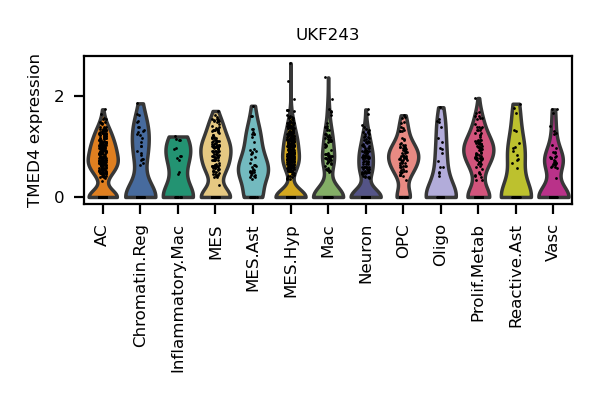 UKF243
TMED4 expression
2
0
AC
Chromatin.Reg
Inflammatory.Mac
MES
MES.Ast
MES.Hyp
Mac
Neuron
OPC
Oligo
Prolif.Metab
Reactive.Ast
Vasc